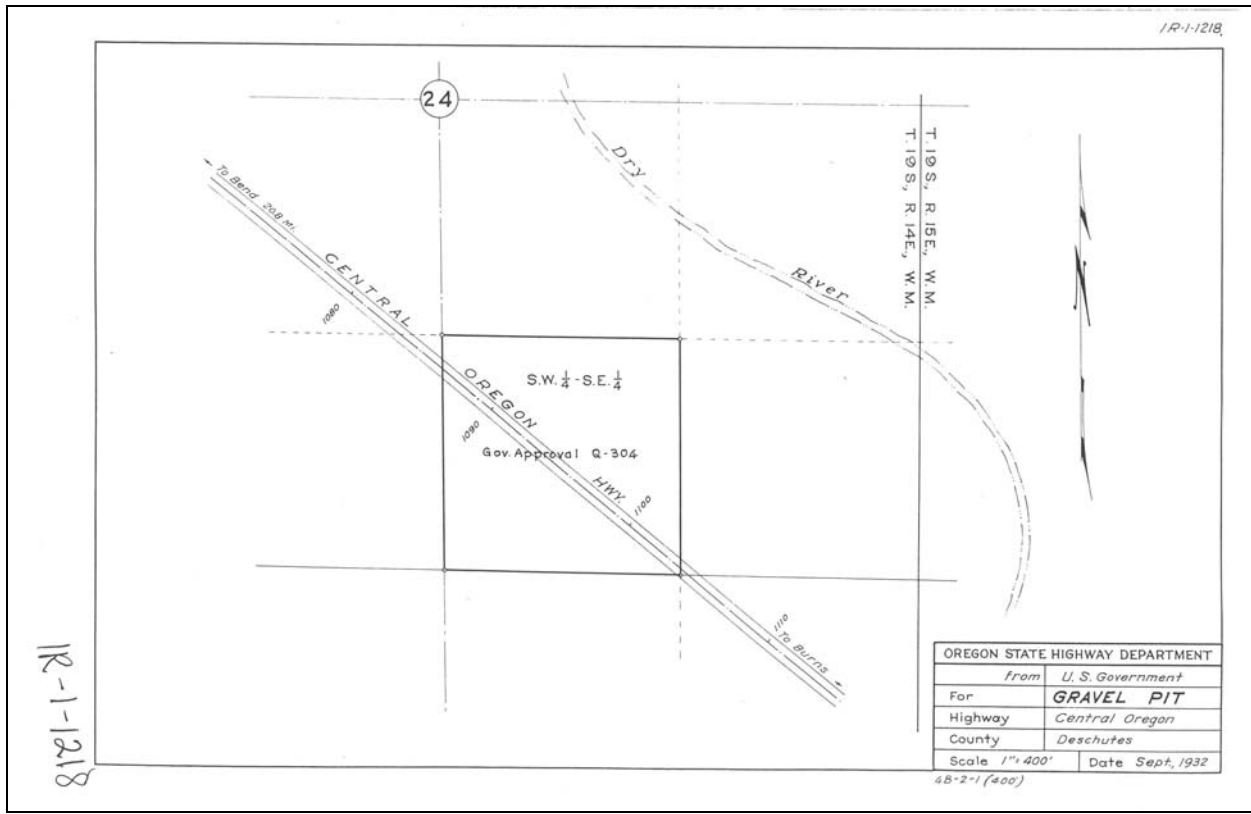 1R-1-1218
24
T. 19 S., R. 15 E., W. M.
T. 19 S., R. 14 E., W. M.
Dry
River
To Bend 20.8 Mi.
CENTRAL
1080
S.W. 1/4 - S.E. 1/4
OREGON
1090
Gov. Approval Q-304
HWY.
1100
1110
To Burns
N
OREGON STATE HIGHWAY DEPARTMENT
from U. S. Government
For GRAVEL PIT
Highway Central Oregon
County Deschutes
Scale 1"=400' Date Sept., 1932
6B-2-1 (400')
1R-1-1218